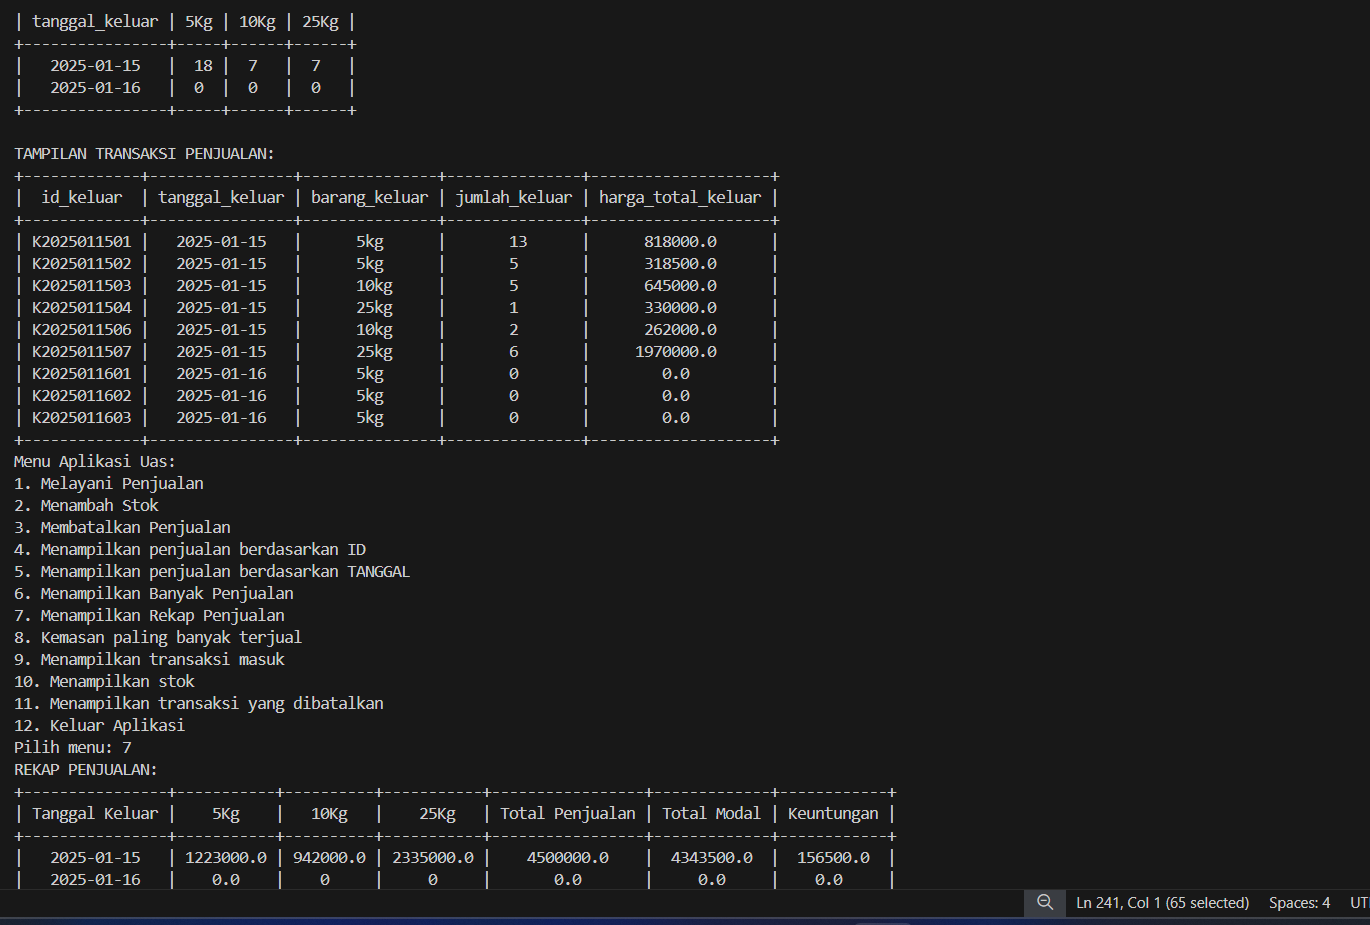 | tanggal_keluar | 5Kg | 10Kg | 25Kg |
+----------------+-----+------+------+
|   2025-01-15   |  18 |  7   |  7   |
|   2025-01-16   |  0  |  0   |  0   |
+----------------+-----+------+------+
TAMPILAN TRANSAKSI PENJUALAN:
+-------------+----------------+---------------+---------------+--------------------+
|  id_keluar  | tanggal_keluar | barang_keluar | jumlah_keluar | harga_total_keluar |
+-------------+----------------+---------------+---------------+--------------------+
| K2025011501 |   2025-01-15   |      5kg      |       13      |      818000.0      |
| K2025011502 |   2025-01-15   |      5kg      |       5       |      318500.0      |
| K2025011503 |   2025-01-15   |      10kg     |       5       |      645000.0      |
| K2025011504 |   2025-01-15   |      25kg     |       1       |      330000.0      |
| K2025011506 |   2025-01-15   |      10kg     |       2       |      262000.0      |
| K2025011507 |   2025-01-15   |      25kg     |       6       |     1970000.0      |
| K2025011601 |   2025-01-16   |      5kg      |       0       |        0.0         |
| K2025011602 |   2025-01-16   |      5kg      |       0       |        0.0         |
| K2025011603 |   2025-01-16   |      5kg      |       0       |        0.0         |
+-------------+----------------+---------------+---------------+--------------------+
Menu Aplikasi Uas:
1. Melayani Penjualan
2. Menambah Stok
3. Membatalkan Penjualan
4. Menampilkan penjualan berdasarkan ID
5. Menampilkan penjualan berdasarkan TANGGAL
6. Menampilkan Banyak Penjualan
7. Menampilkan Rekap Penjualan
8. Kemasan paling banyak terjual
9. Menampilkan transaksi masuk
10. Menampilkan stok
11. Menampilkan transaksi yang dibatalkan
12. Keluar Aplikasi
Pilih menu: 7
REKAP PENJUALAN:
+----------------+-----------+----------+-----------+-----------------+-------------+------------+
| Tanggal Keluar |    5Kg    |   10Kg   |    25Kg   | Total Penjualan | Total Modal | Keuntungan |
+----------------+-----------+----------+-----------+-----------------+-------------+------------+
|   2025-01-15   | 1223000.0 | 942000.0 | 2335000.0 |    4500000.0    |  4343500.0  |  156500.0  |
|   2025-01-16   |    0.0    |    0     |     0     |       0.0       |     0.0     |    0.0     |
Ln 241, Col 1 (65 selected) Spaces: 4 UT